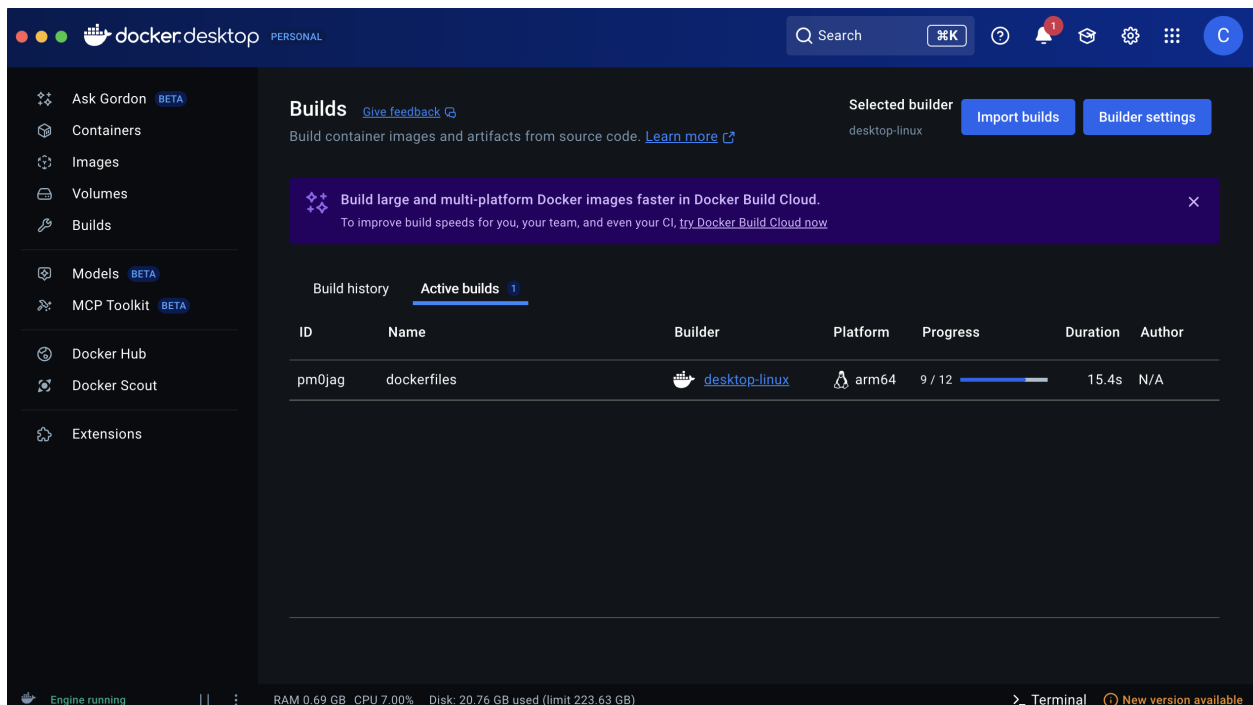 docker.desktop PERSONAL
Search ⌘K
1
C
Ask Gordon BETA
Containers
Images
Volumes
Builds
Models BETA
MCP Toolkit BETA
Docker Hub
Docker Scout
Extensions
Builds Give feedback
Build container images and artifacts from source code. Learn more
Selected builder
desktop-linux
Import builds
Builder settings
Build large and multi-platform Docker images faster in Docker Build Cloud.
To improve build speeds for you, your team, and even your CI, try Docker Build Cloud now
Build history Active builds 1
ID Name Builder Platform Progress Duration Author
pm0jag dockerfiles desktop-linux arm64 9 / 12 15.4s N/A
Engine running RAM 0.69 GB CPU 7.00% Disk: 20.76 GB used (limit 223.63 GB) Terminal New version available